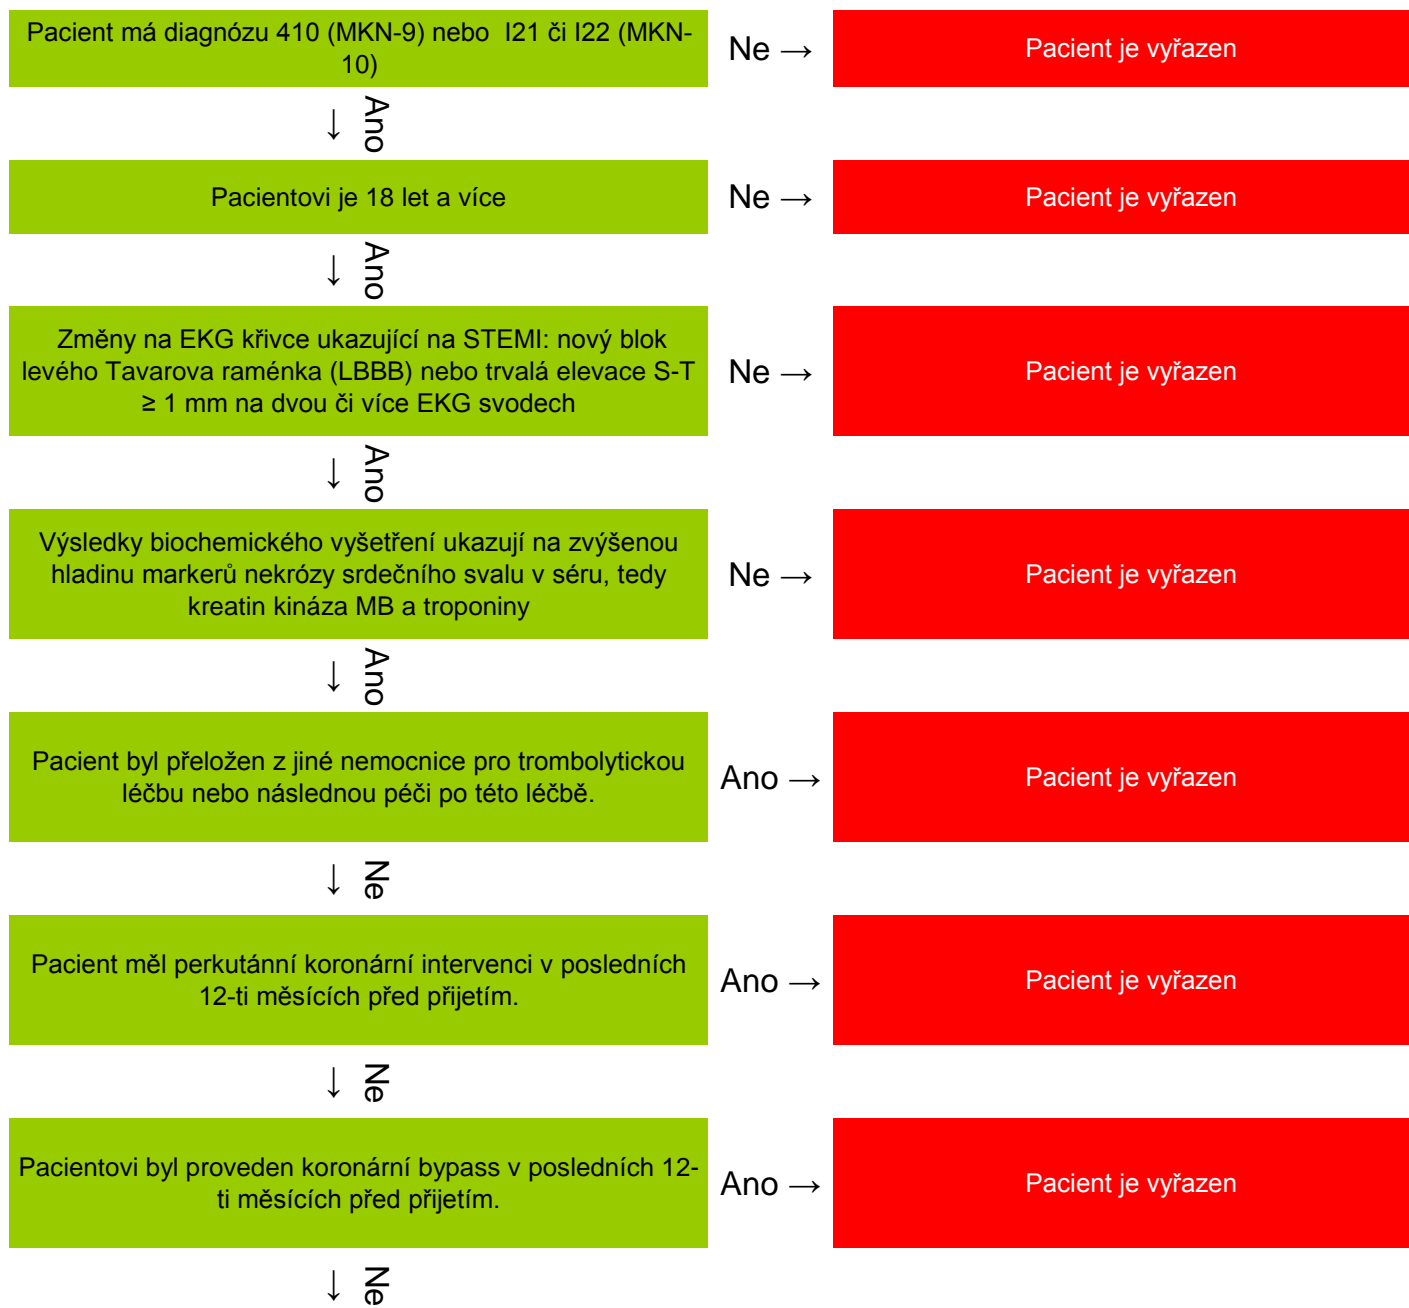 Pacient má diagnózu 410 (MKN-9) nebo  I21 či I22 (MKN-
10)
Ne →
Pacient je vyřazen
↓ Ano
Pacientovi je 18 let a více
Ne →
Pacient je vyřazen
↓ Ano
Změny na EKG křivce ukazující na STEMI: nový blok
levého Tavarova raménka (LBBB) nebo trvalá elevace S-T
≥ 1 mm na dvou či více EKG svodech
Ne →
Pacient je vyřazen
↓ Ano
Výsledky biochemického vyšetření ukazují na zvýšenou
hladinu markerů nekrózy srdečního svalu v séru, tedy
kreatin kináza MB a troponiny
Ne →
Pacient je vyřazen
↓ Ano
Pacient byl přeložen z jiné nemocnice pro trombolytickou
léčbu nebo následnou péči po této léčbě.
Ano →
Pacient je vyřazen
↓ Ne
Pacient měl perkutánní koronární intervenci v posledních
12-ti měsících před přijetím.
Ano →
Pacient je vyřazen
↓ Ne
Pacientovi byl proveden koronární bypass v posledních 12-
ti měsících před přijetím.
Ano →
Pacient je vyřazen
↓ Ne